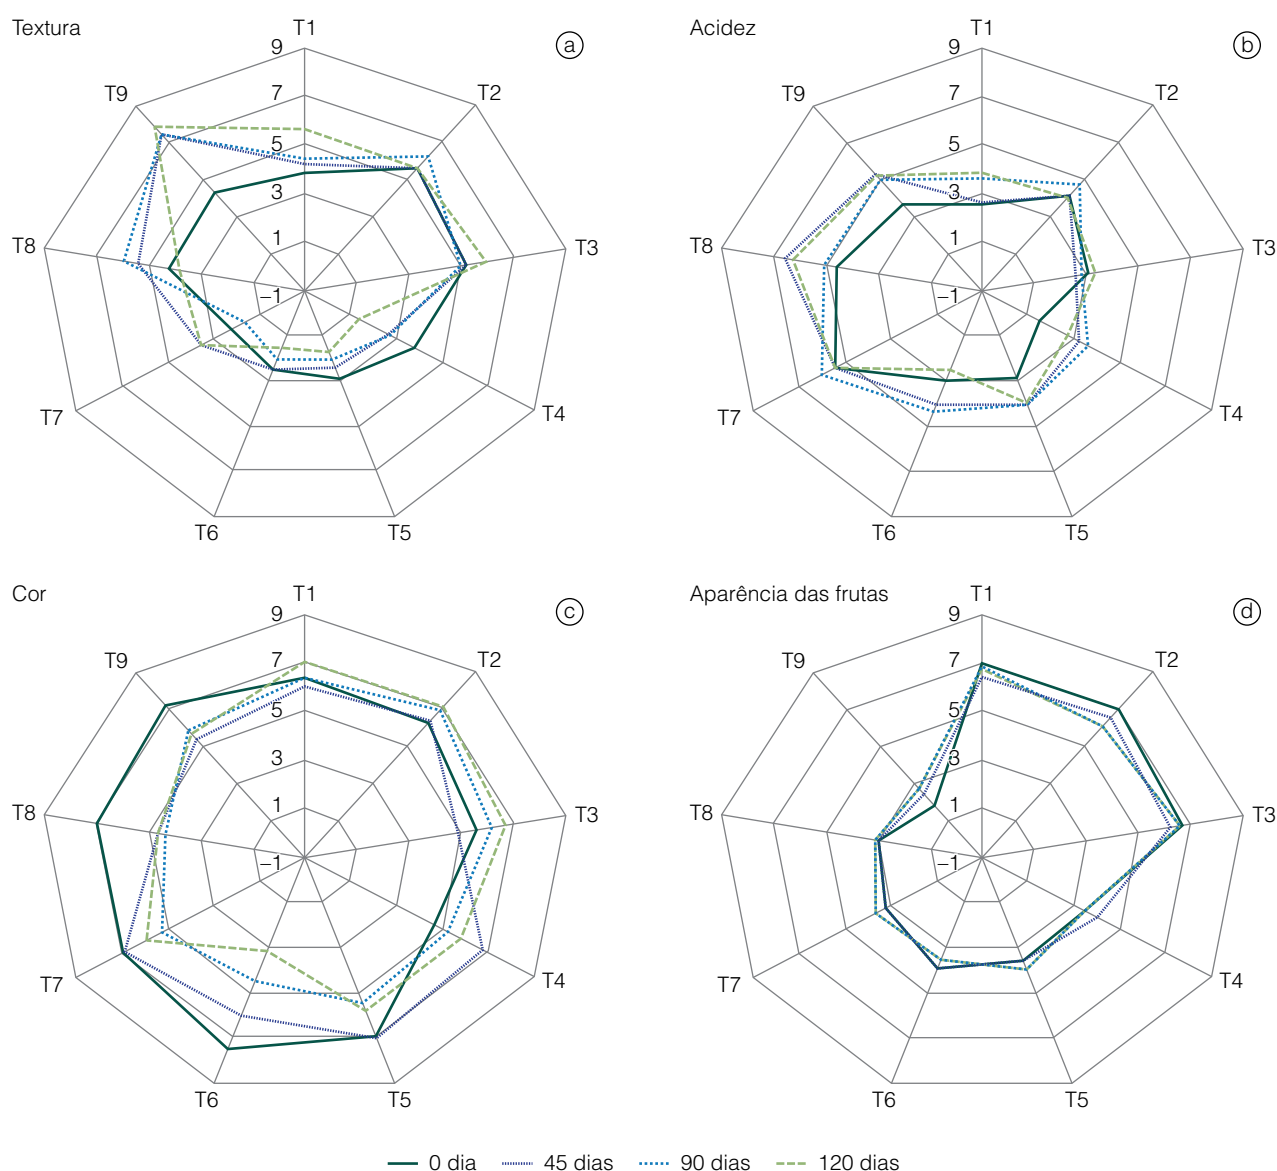 Textura
a
T1
9
7
5
3
1
–1
T2
T3
T4
T5
T6
T7
T8
T9
Acidez
b
T1
9
7
5
3
1
–1
T2
T3
T4
T5
T6
T7
T8
T9
Cor
c
T1
9
7
5
3
1
–1
T2
T3
T4
T5
T6
T7
T8
T9
Aparência das frutas
d
T1
9
7
5
3
1
–1
T2
T3
T4
T5
T6
T7
T8
T9
0 dia 45 dias 90 dias 120 dias